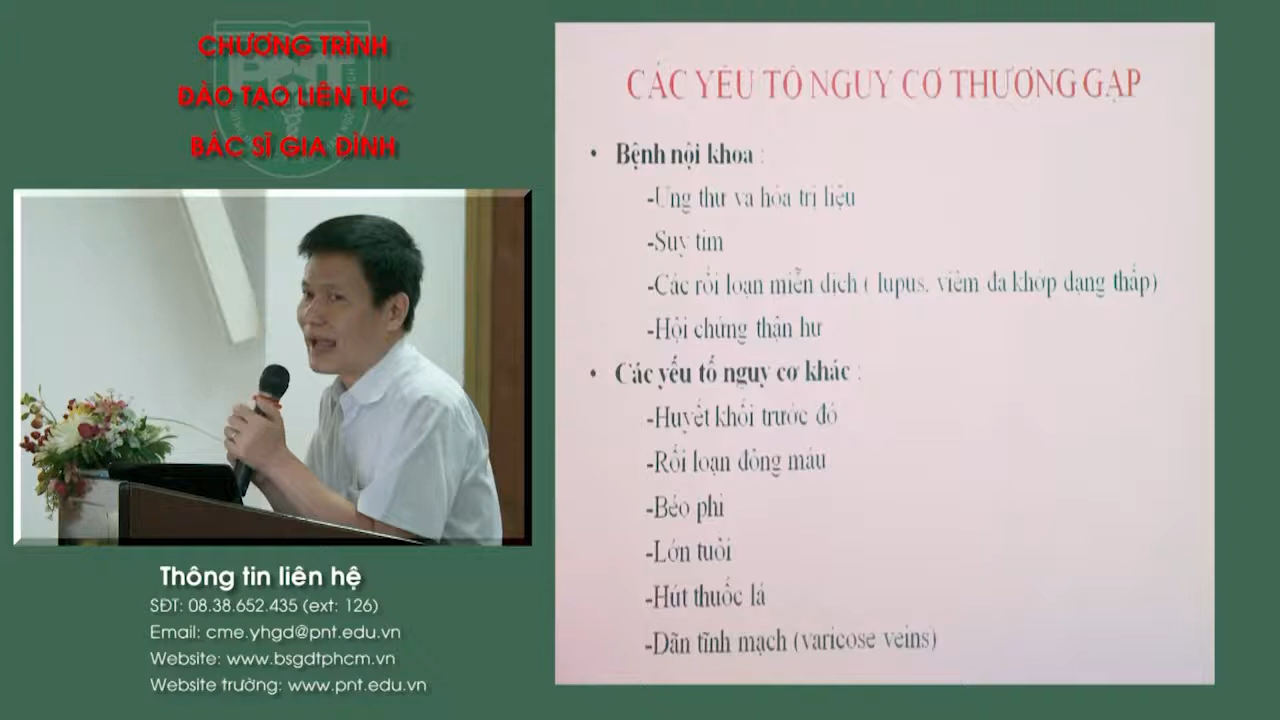 CHƯƠNG TRÌNH
ĐÀO TẠO LIÊN TỤC
BÁC SĨ GIA ĐÌNH
PNT
Thông tin liên hệ
SĐT: 08.38.652.435 (ext: 126)
Email: cme.yhgd@pnt.edu.vn
Website: www.bsgdtphcm.vn
Website trường: www.pnt.edu.vn
CÁC YẾU TỐ NGUY CƠ THƯỜNG GẶP
• Bệnh nội khoa :
-Ung thư và hóa trị liệu
-Suy tim
-Các rối loạn miễn dịch ( lupus, viêm đa khớp dạng thấp)
-Hội chứng thận hư
• Các yếu tố nguy cơ khác :
-Huyết khối trước đó
-Rối loạn đông máu
-Béo phì
-Lớn tuổi
-Hút thuốc lá
-Dãn tĩnh mạch (varicose veins)